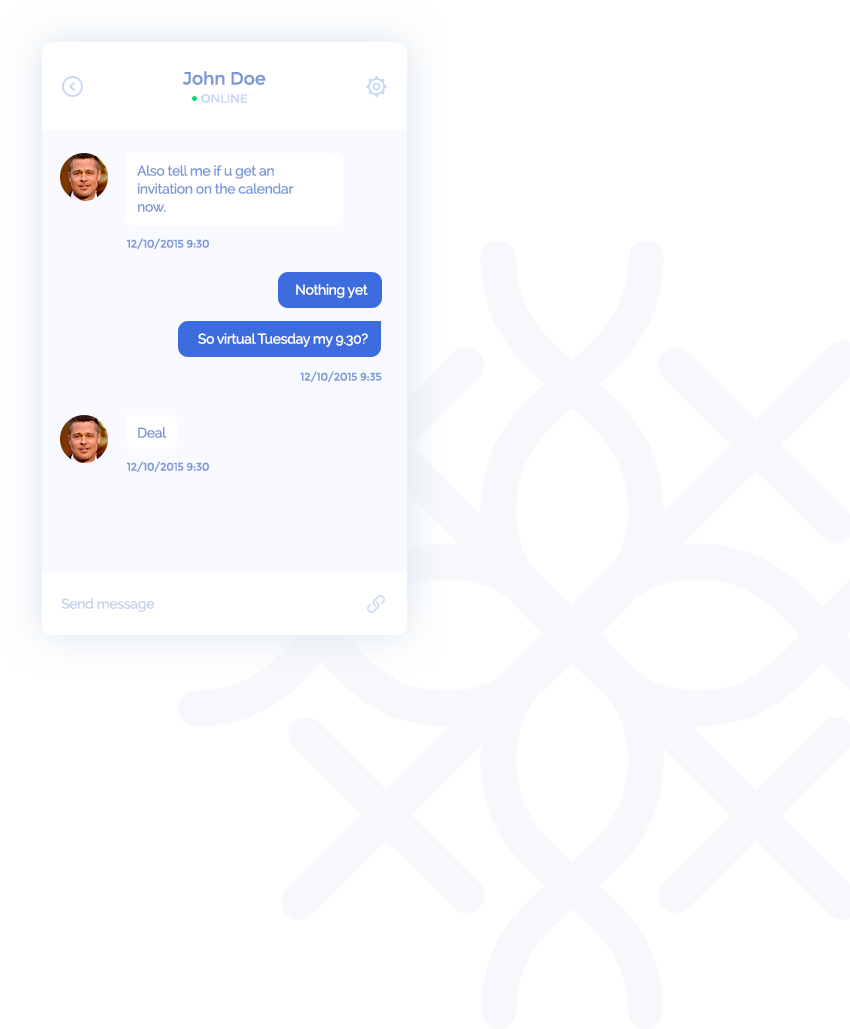 John Doe
ONLINE
Also tell me if u get an
invitation on the calendar
now.
12/10/2015 9:30
Nothing yet
So virtual Tuesday my 9.30?
12/10/2015 9:35
Deal
12/10/2015 9:30
Send message